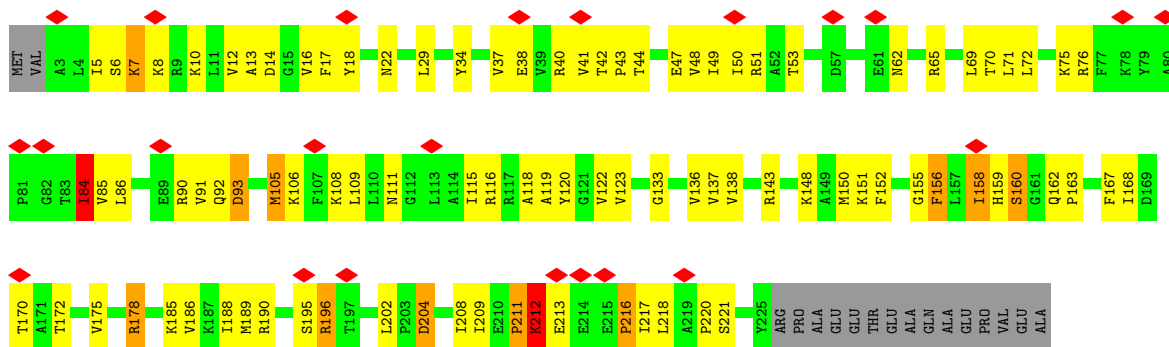 MET VAL A3 L4 I5 S6 K7 K8 R9 K10 L11 V12 A13 D14 G15 V16 F17 Y18 N22 L29 Y34 V37 E38 V39 R40 V41 T42 P43 T44 E47 V48 I49 I50 R51 A52 T53 D57 E61 N62 R65 L69 T70 L71 L72 K75 R76 F77 K78 Y79 A80
P81 G82 T83 I84 V85 L86 E89 R90 V91 Q92 D93 M105 K106 F107 K108 L109 L110 N111 G112 L113 A114 I115 R116 R117 A118 A119 Y120 G121 V122 V123 G133 V136 V137 V138 R143 K148 A149 M150 K151 F152 G155 F156 L157 I158 H159 S160 G161 Q162 P163 F167 I168 D169
T170 A171 T172 V175 R178 K185 V186 K187 I188 M189 R190 S195 R196 T197 L202 P203 D204 I208 I209 E210 P211 K212 E213 E214 E215 P216 I217 L218 A219 P220 S221 Y225 ARG PRO ALA GLU GLU THR GLU ALA GLN ALA GLU PRO VAL GLU ALA